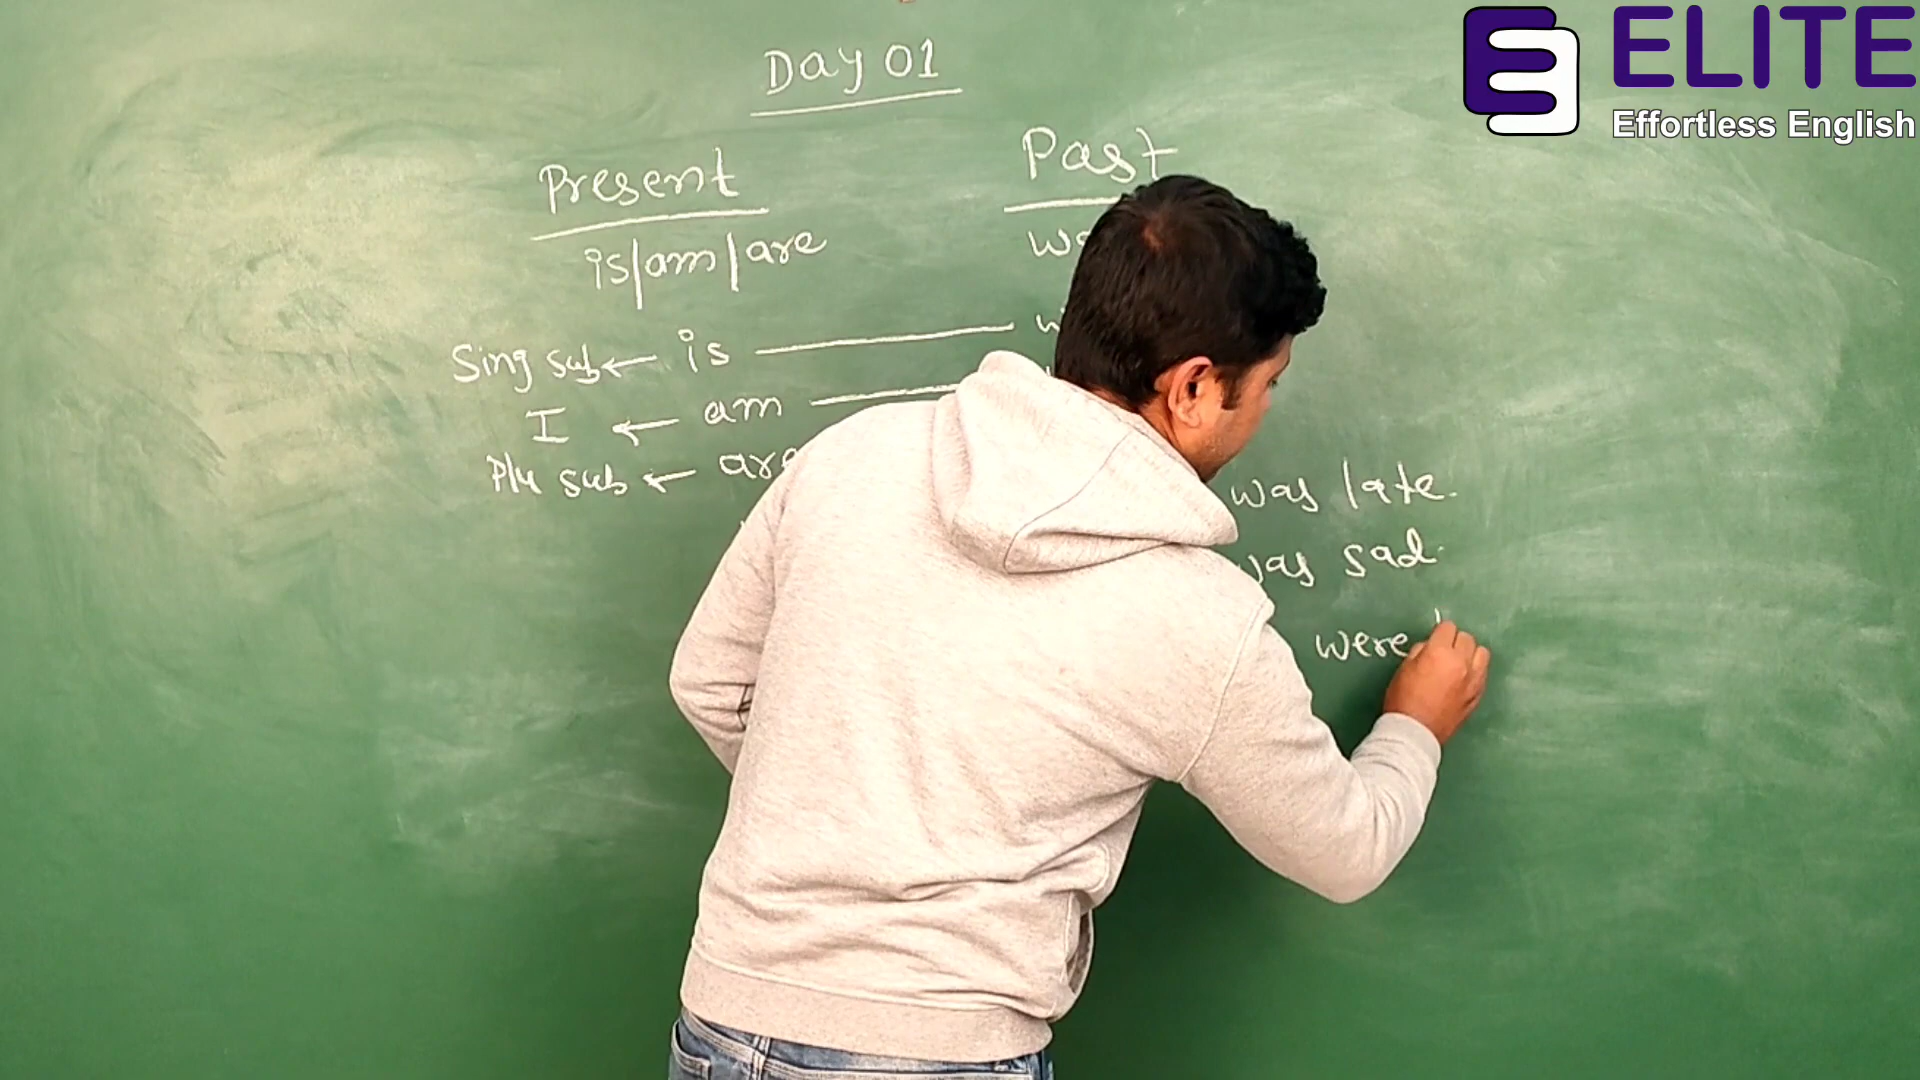 ELITE
Effortless English
Day 01
Present Past
is/am/are
Sing sub ← is
I ← am
Plu sub ← are
was late.
was sad.
were